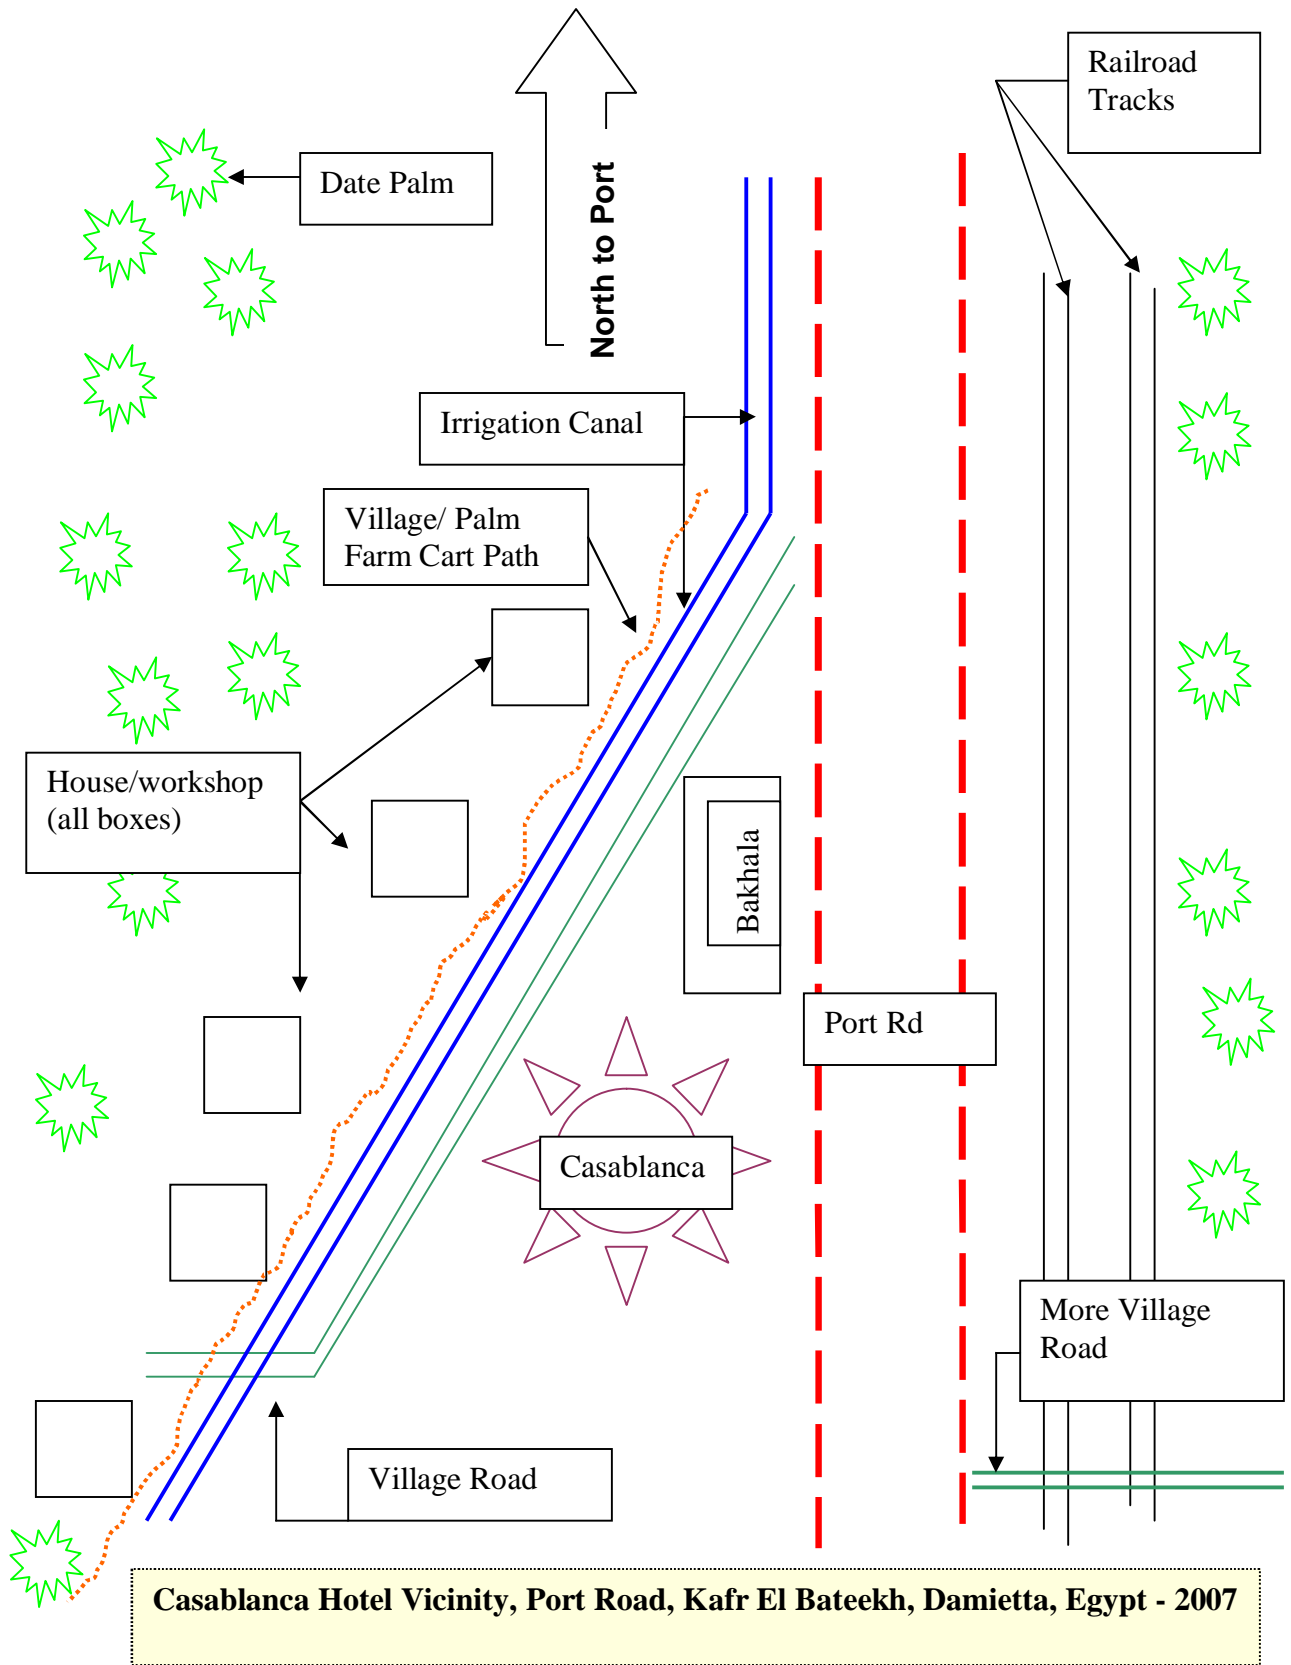 Railroad
Tracks
Date Palm
North to Port
Irrigation Canal
Village/ Palm
Farm Cart Path
House/workshop
(all boxes)
Bakhala
Port Rd
Casablanca
More Village
Road
Village Road
Casablanca Hotel Vicinity, Port Road, Kafr El Bateekh, Damietta, Egypt - 2007